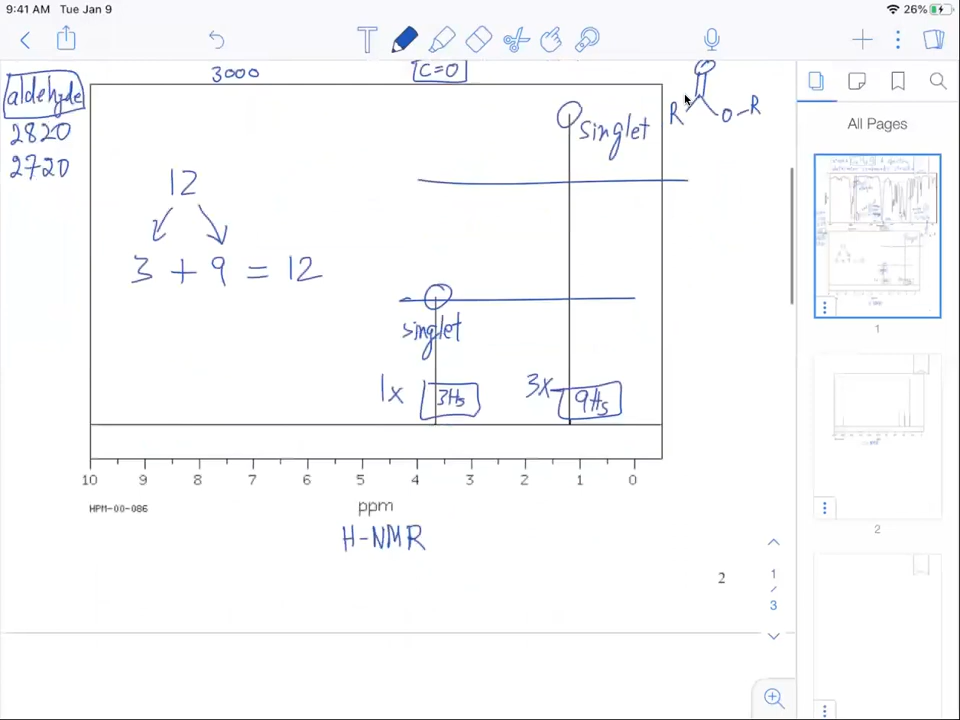 9:41 AM Tue Jan 9
26%
T
All Pages
3000
C=O
aldehyde
2820
2720
O
R O-R
singlet
12
3 + 9 = 12
singlet
1x 3Hs
3x 9Hs
10 9 8 7 6 5 4 3 2 1 0
HPM-00-086
ppm
H-NMR
2
1
/
3
1
2